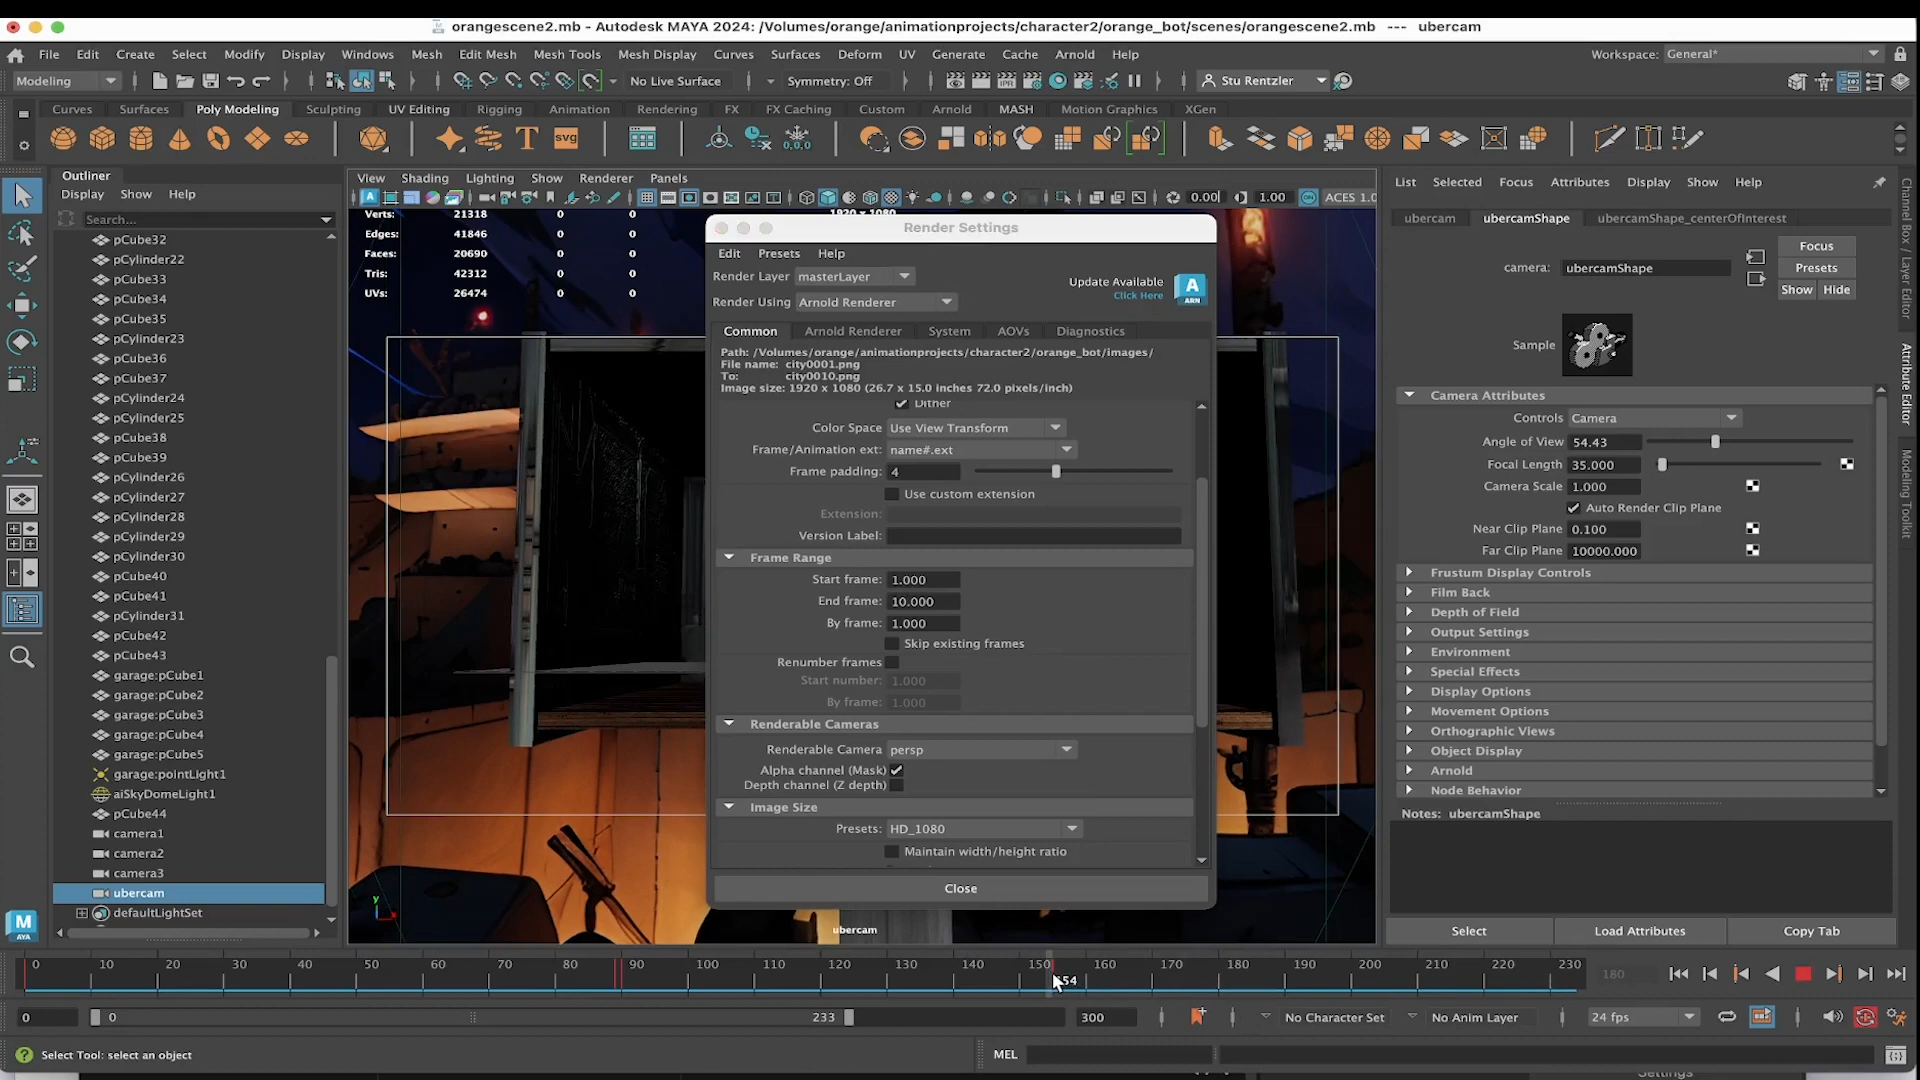 orangescene2.mb - Autodesk MAYA 2024: /Volumes/orange/animationprojects/character2/orange_bot/scenes/orangescene2.mb --- ubercam
File Edit Create Select Modify Display Windows Mesh Edit Mesh Mesh Tools Mesh Display Curves Surfaces Deform UV Generate Cache Arnold Help
Workspace: General*
Modeling No Live Surface Symmetry: Off Stu Rentzler
Curves Surfaces Poly Modeling Sculpting UV Editing Rigging Animation Rendering FX FX Caching Custom Arnold MASH Motion Graphics XGen
T svg 0,0,0
Outliner
Display Show Help
Search...
pCube32
pCylinder22
pCube33
pCube34
pCube35
pCylinder23
pCube36
pCube37
pCylinder24
pCylinder25
pCube38
pCube39
pCylinder26
pCylinder27
pCylinder28
pCylinder29
pCylinder30
pCube40
pCube41
pCylinder31
pCube42
pCube43
garage:pCube1
garage:pCube2
garage:pCube3
garage:pCube4
garage:pCube5
garage:pointLight1
aiSkyDomeLight1
pCube44
camera1
camera2
camera3
ubercam
defaultLightSet
View Shading Lighting Show Renderer Panels
0.00 1.00 ACES 1.0
Verts: 21318 0 0
Edges: 41846 0 0
Faces: 20690 0 0
Tris: 42312 0 0
UVs: 26474 0 0
1920 x 1080
ubercam
Render Settings
Edit Presets Help
Render Layer masterLayer
Render Using Arnold Renderer
Update Available
Click Here
A
ARN
Common Arnold Renderer System AOVs Diagnostics
Path: /Volumes/orange/animationprojects/character2/orange_bot/images/
File name: city0001.png
To: city0010.png
Image size: 1920 x 1080 (26.7 x 15.0 inches 72.0 pixels/inch)
Dither
Color Space Use View Transform
Frame/Animation ext: name#.ext
Frame padding: 4
Use custom extension
Extension:
Version Label:
Frame Range
Start frame: 1.000
End frame: 10.000
By frame: 1.000
Skip existing frames
Renumber frames
Start number: 1.000
By frame: 1.000
Renderable Cameras
Renderable Camera persp
Alpha channel (Mask)
Depth channel (Z depth)
Image Size
Presets: HD_1080
Maintain width/height ratio
Close
List Selected Focus Attributes Display Show Help
ubercam ubercamShape ubercamShape_centerOfInterest
camera: ubercamShape
Focus
Presets
Show Hide
Sample
Camera Attributes
Controls Camera
Angle of View 54.43
Focal Length 35.000
Camera Scale 1.000
Auto Render Clip Plane
Near Clip Plane 0.100
Far Clip Plane 10000.000
Frustum Display Controls
Film Back
Depth of Field
Output Settings
Environment
Special Effects
Display Options
Movement Options
Orthographic Views
Object Display
Arnold
Node Behavior
Notes: ubercamShape
Select Load Attributes Copy Tab
Channel Box / Layer Editor
Attribute Editor
Modeling Toolkit
M
AYA
0 10 20 30 40 50 60 70 80 90 100 110 120 130 140 150 160 170 180 190 200 210 220 230
180
0 0 233 300 No Character Set No Anim Layer 24 fps
Select Tool: select an object
MEL